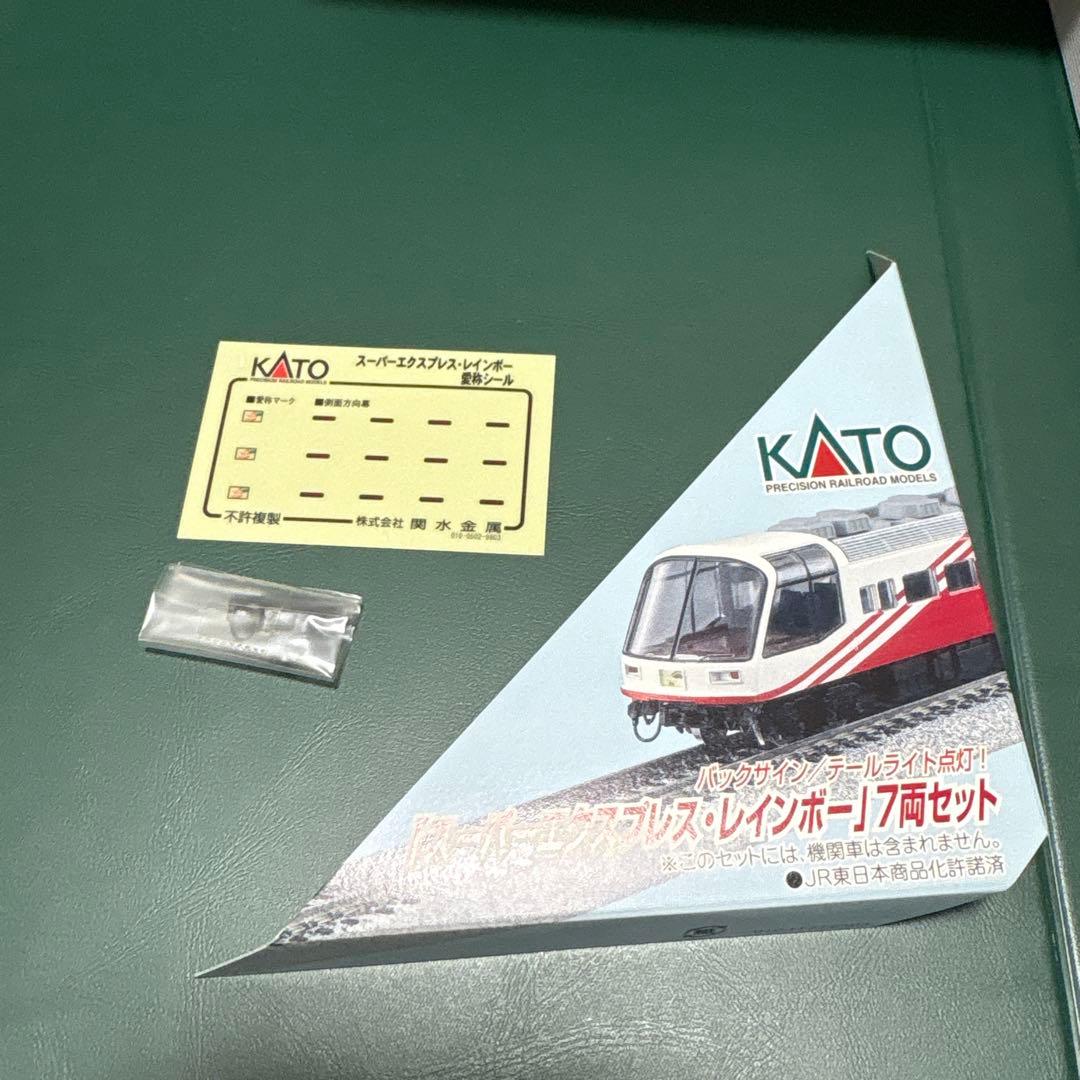 KATO
PRECISION RAILROAD MODELS
スーパーエクスプレス・レインボー
愛称シール
■愛称マーク ■側面方向幕
不許複製
株式会社 関水金属
010-0502-9803
KATO
PRECISION RAILROAD MODELS
バックサイン/テールライト点灯!
「スーパーエクスプレス・レインボー」7両セット
※このセットには、機関車は含まれません。
●JR東日本商品化許諾済